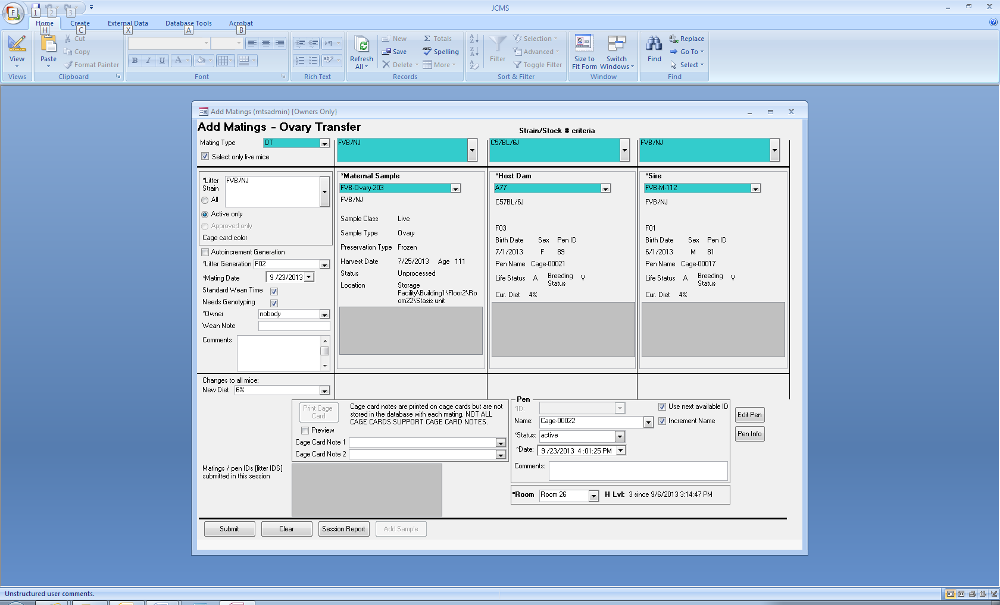 JCMS
F
1
2
3
Home
Create
External Data
Database Tools
Acrobat
H
C
X
A
B
View
Paste
Cut
Copy
Format Painter
B I U
A
Refresh All
New
Save
Delete
Totals
Spelling
More
Filter
Selection
Advanced
Toggle Filter
Size to Fit Form
Switch Windows
Find
Replace
Go To
Select
Views
Clipboard
Font
Rich Text
Records
Sort & Filter
Window
Find
Add Matings (mtsadmin) {Owners Only}
Add Matings - Ovary Transfer
Strain/Stock # criteria
Mating Type OT
FVB/NJ
C57BL/6J
FVB/NJ
Select only live mice
*Litter Strain
FVB/NJ
All
Active only
Approved only
Cage card color
Autoincrement Generation
*Litter Generation F02
*Mating Date 9 /23/2013
Standard Wean Time
Needs Genotyping
*Owner nobody
Wean Note
Comments
*Maternal Sample
FVB-Ovary-203
FVB/NJ
Sample Class Live
Sample Type Ovary
Preservation Type Frozen
Harvest Date 7/25/2013 Age 111
Status Unprocessed
Location Storage
Facility\Building1\Floor2\Ro
om22\Stasis unit
*Host Dam
A77
C57BL/6J
F03
Birth Date Sex Pen ID
7/1/2013 F 89
Pen Name Cage-00021
Life Status A Breeding Status V
Cur. Diet 4%
*Sire
FVB-M-112
FVB/NJ
F01
Birth Date Sex Pen ID
6/1/2013 M 81
Pen Name Cage-00017
Life Status A Breeding Status V
Cur. Diet 4%
Changes to all mice:
New Diet 6%
Print Cage Card
Cage card notes are printed on cage cards but are not
stored in the database with each mating. NOT ALL
CAGE CARDS SUPPORT CAGE CARD NOTES.
Preview
Cage Card Note 1
Cage Card Note 2
Pen
*ID:
Use next available ID
Name: Cage-00022
Increment Name
*Status: active
*Date: 9 /23/2013 4 :01:25 PM
Comments:
Edit Pen
Pen Info
Matings / pen IDs [litter IDS]
submitted in this session
*Room Room 26 H Lvl: 3 since 9/6/2013 3:14:47 PM
Submit
Clear
Session Report
Add Sample
Unstructured user comments.